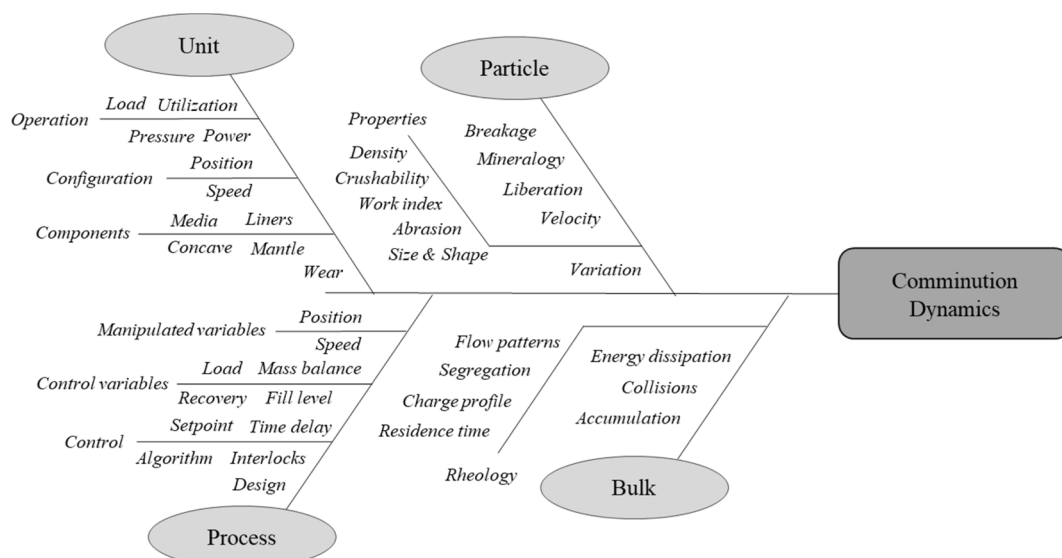 Unit
Particle
Load Utilization
Operation
Pressure Power
Position
Configuration
Speed
Media Liners
Components
Concave Mantle
Wear
Properties
Density
Crushability
Work index
Abrasion
Size & Shape
Breakage
Mineralogy
Liberation
Velocity
Variation
Comminution
Dynamics
Position
Manipulated variables
Speed
Load Mass balance
Control variables
Recovery Fill level
Setpoint Time delay
Control
Algorithm Interlocks
Design
Process
Flow patterns
Segregation
Charge profile
Residence time
Rheology
Energy dissipation
Collisions
Accumulation
Bulk